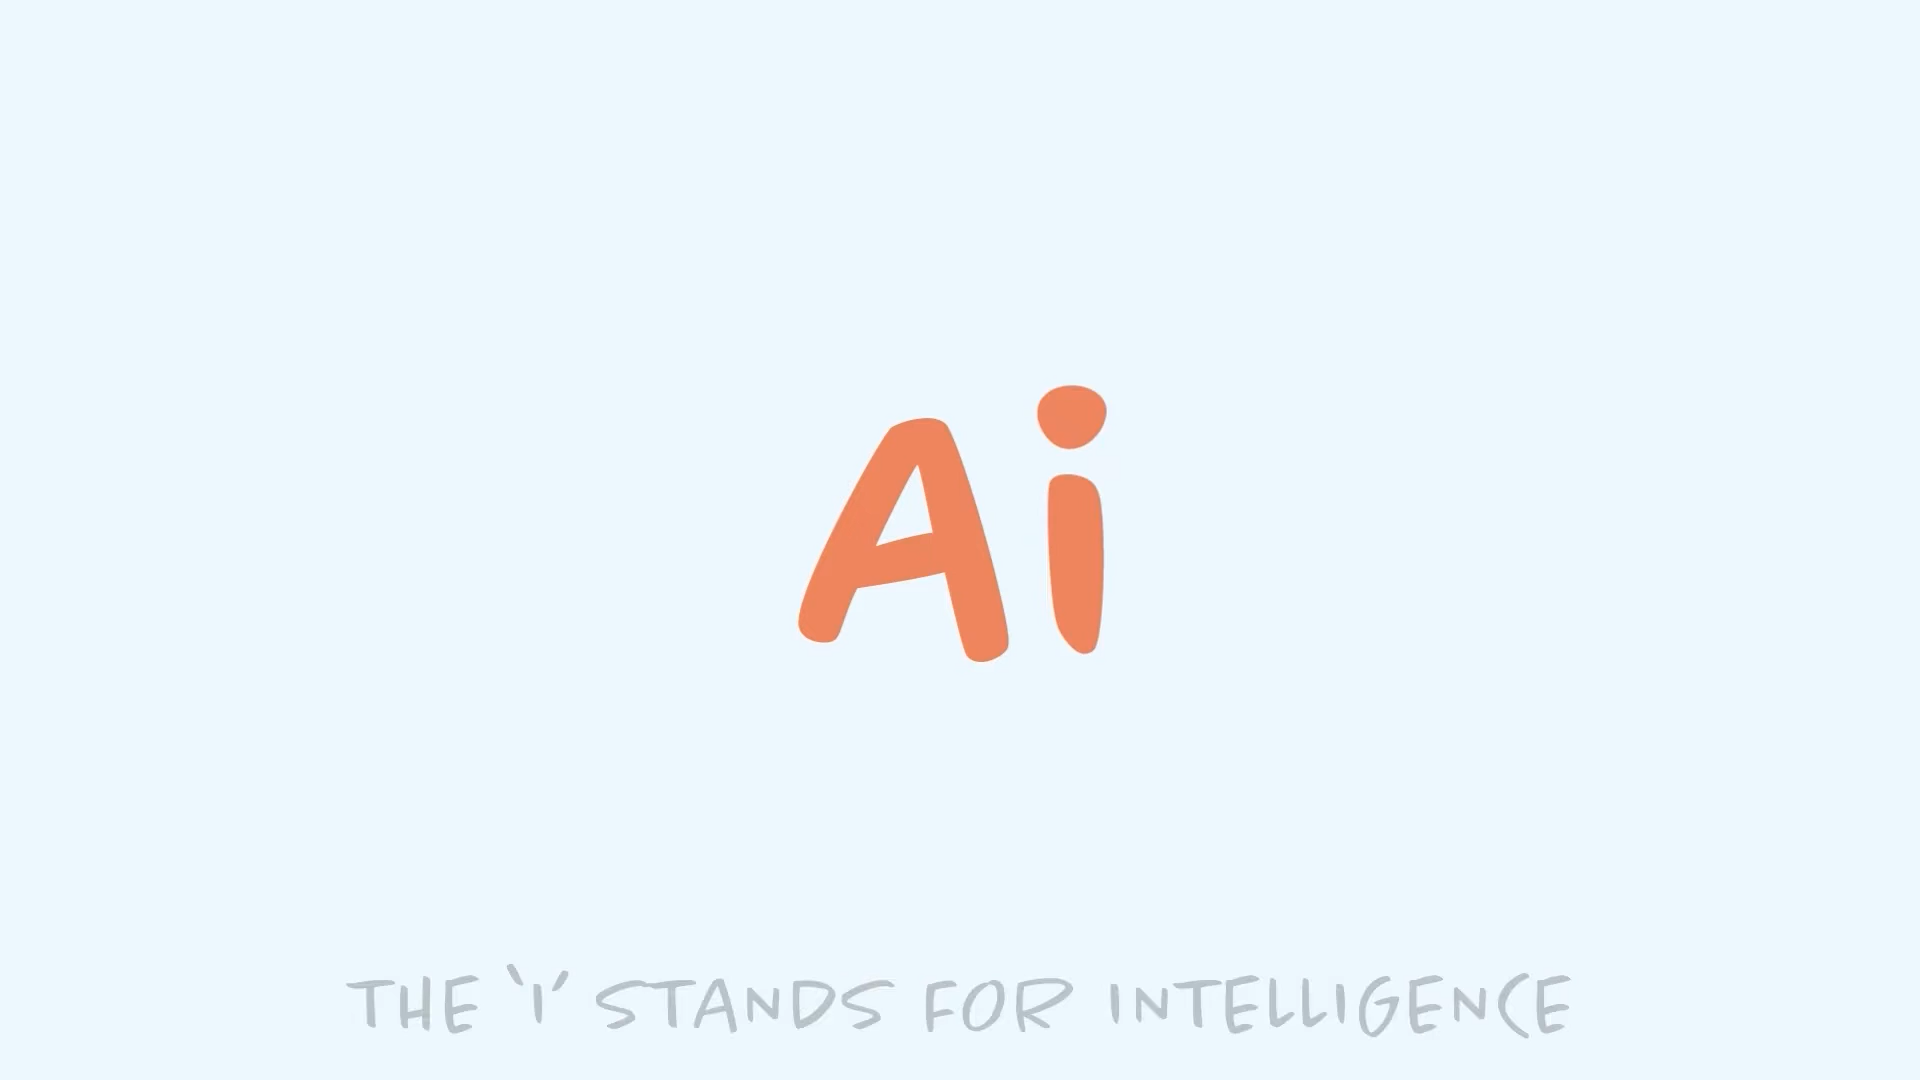 Ai
THE ‘I’ STANDS FOR INTELLIGENCE